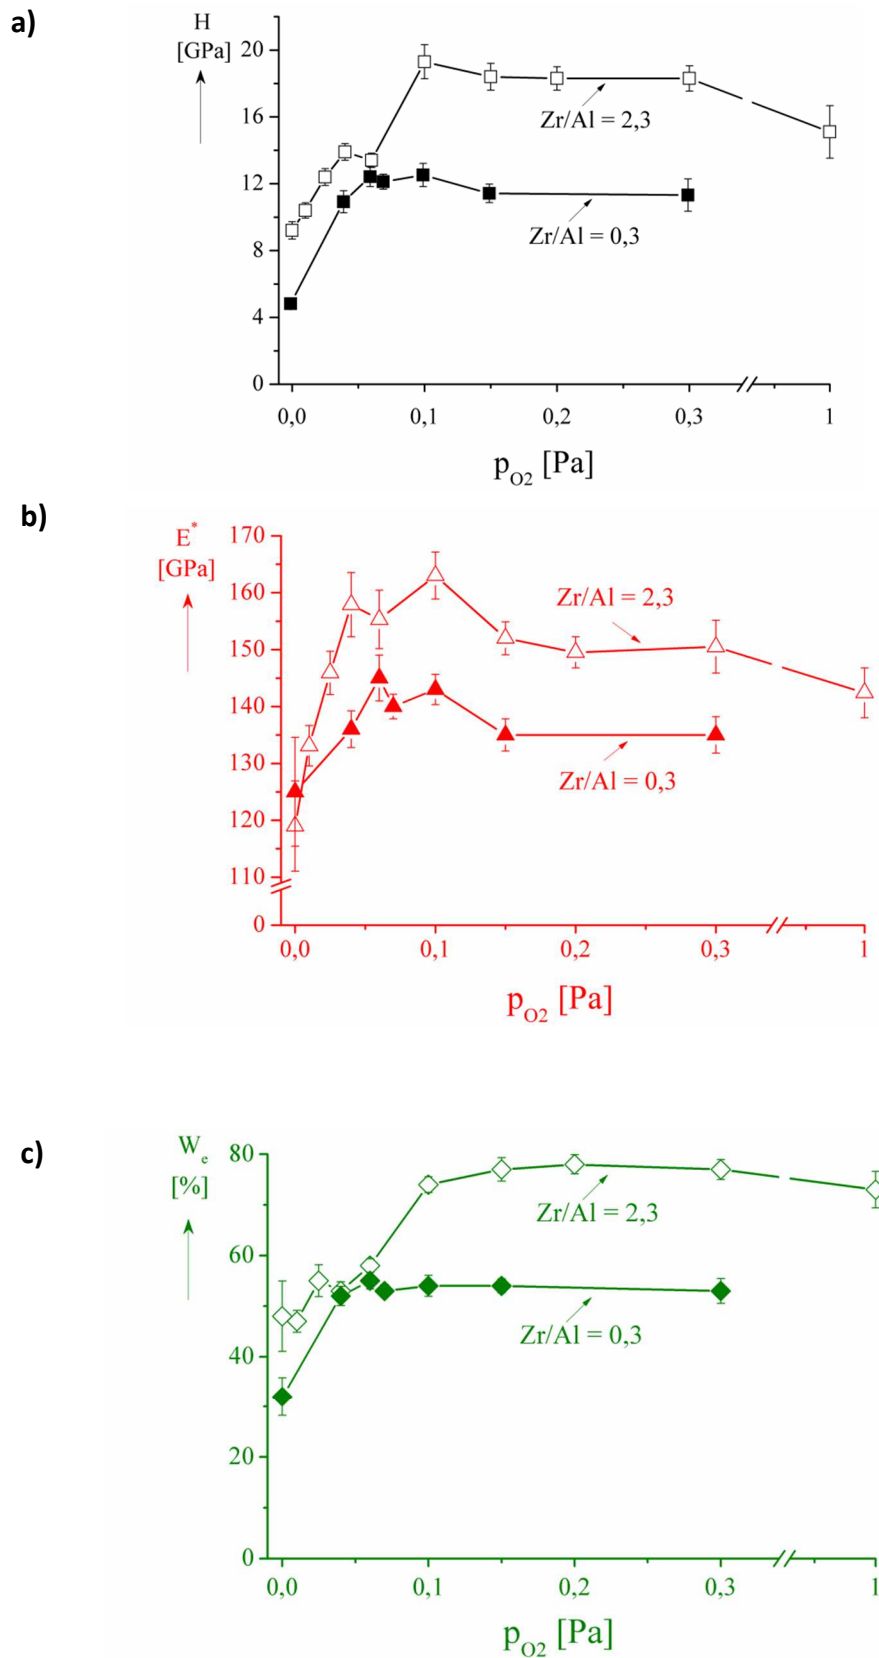 a)
H
[GPa]
20
16
12
8
4
0
Zr/Al = 2,3
Zr/Al = 0,3
0,0 0,1 0,2 0,3 1
pO2 [Pa]
b)
E*
[GPa]
170
160
150
140
130
120
110
0
Zr/Al = 2,3
Zr/Al = 0,3
0,0 0,1 0,2 0,3 1
pO2 [Pa]
c)
We
[%]
80
60
40
20
0
Zr/Al = 2,3
Zr/Al = 0,3
0,0 0,1 0,2 0,3 1
pO2 [Pa]